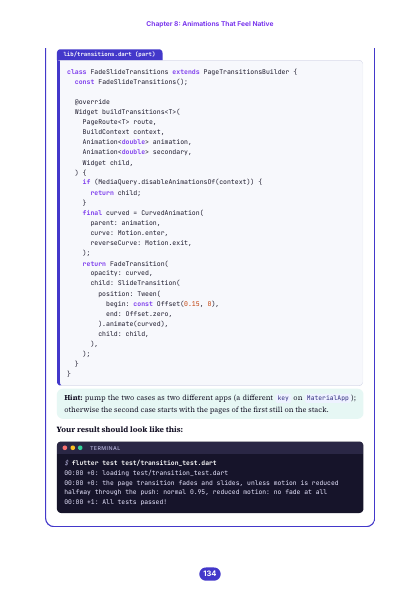 Chapter 8: Animations That Feel Native
lib/transitions.dart (part)
class FadeSlideTransitions extends PageTransitionsBuilder {
  const FadeSlideTransitions();

  @override
  Widget buildTransitions<T>(
    PageRoute<T> route,
    BuildContext context,
    Animation<double> animation,
    Animation<double> secondary,
    Widget child,
  ) {
    if (MediaQuery.disableAnimationsOf(context)) {
      return child;
    }
    final curved = CurvedAnimation(
      parent: animation,
      curve: Motion.enter,
      reverseCurve: Motion.exit,
    );
    return FadeTransition(
      opacity: curved,
      child: SlideTransition(
        position: Tween(
          begin: const Offset(0.15, 0),
          end: Offset.zero,
        ).animate(curved),
        child: child,
      ),
    );
  }
}
Hint: pump the two cases as two different apps (a different key on MaterialApp );
otherwise the second case starts with the pages of the first still on the stack.
Your result should look like this:
TERMINAL
$ flutter test test/transition_test.dart
00:00 +0: loading test/transition_test.dart
00:00 +0: the page transition fades and slides, unless motion is reduced
halfway through the push: normal 0.95, reduced motion: no fade at all
00:00 +1: All tests passed!
134